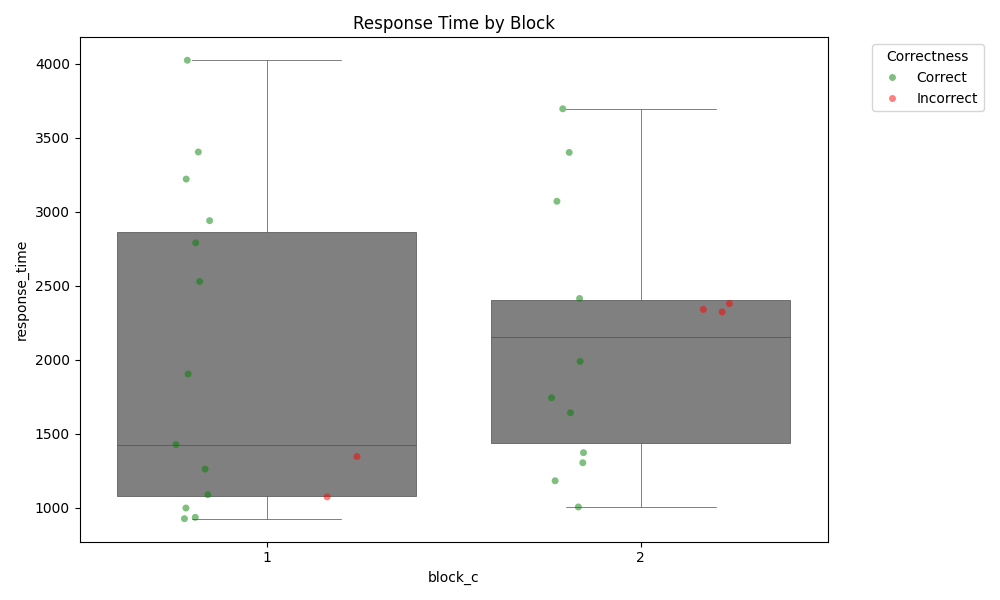 Response Time by Block
Correctness
Correct
Incorrect
response_time
4000
3500
3000
2500
2000
1500
1000
1
2
block_c